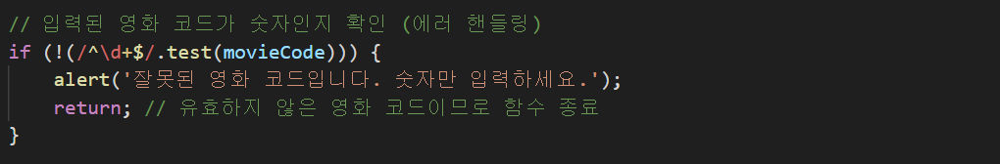 // 입력된 영화 코드가 숫자인지 확인 (에러 핸들링)
if (!(/^\d+$/.test(movieCode))) {
    alert('잘못된 영화 코드입니다. 숫자만 입력하세요.');
    return; // 유효하지 않은 영화 코드이므로 함수 종료
}